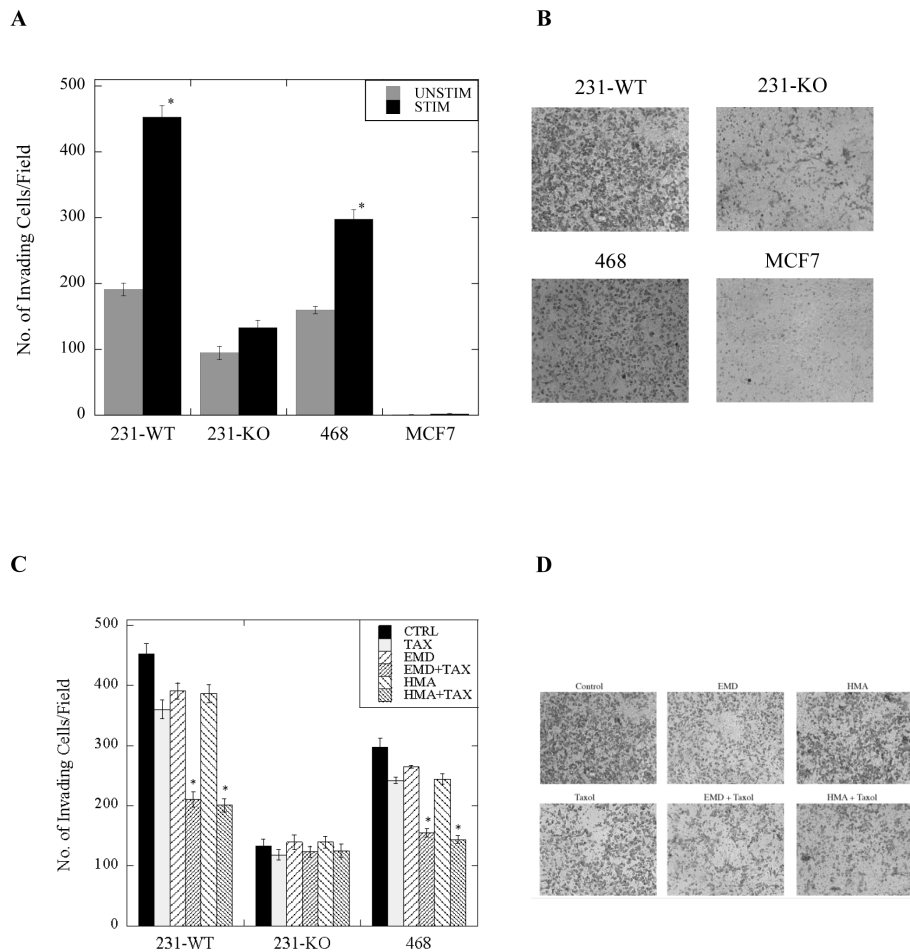 A
B
No. of Invading Cells/Field
500
400
300
200
100
0
UNSTIM
STIM
*
*
231-WT 231-KO 468 MCF7
231-WT 231-KO
468 MCF7
C
D
No. of Invading Cells/Field
500
400
300
200
100
0
CTRL
TAX
EMD
EMD+TAX
HMA
HMA+TAX
* *
* *
231-WT 231-KO 468
Control EMD HMA
Taxol EMD + Taxol HMA + Taxol